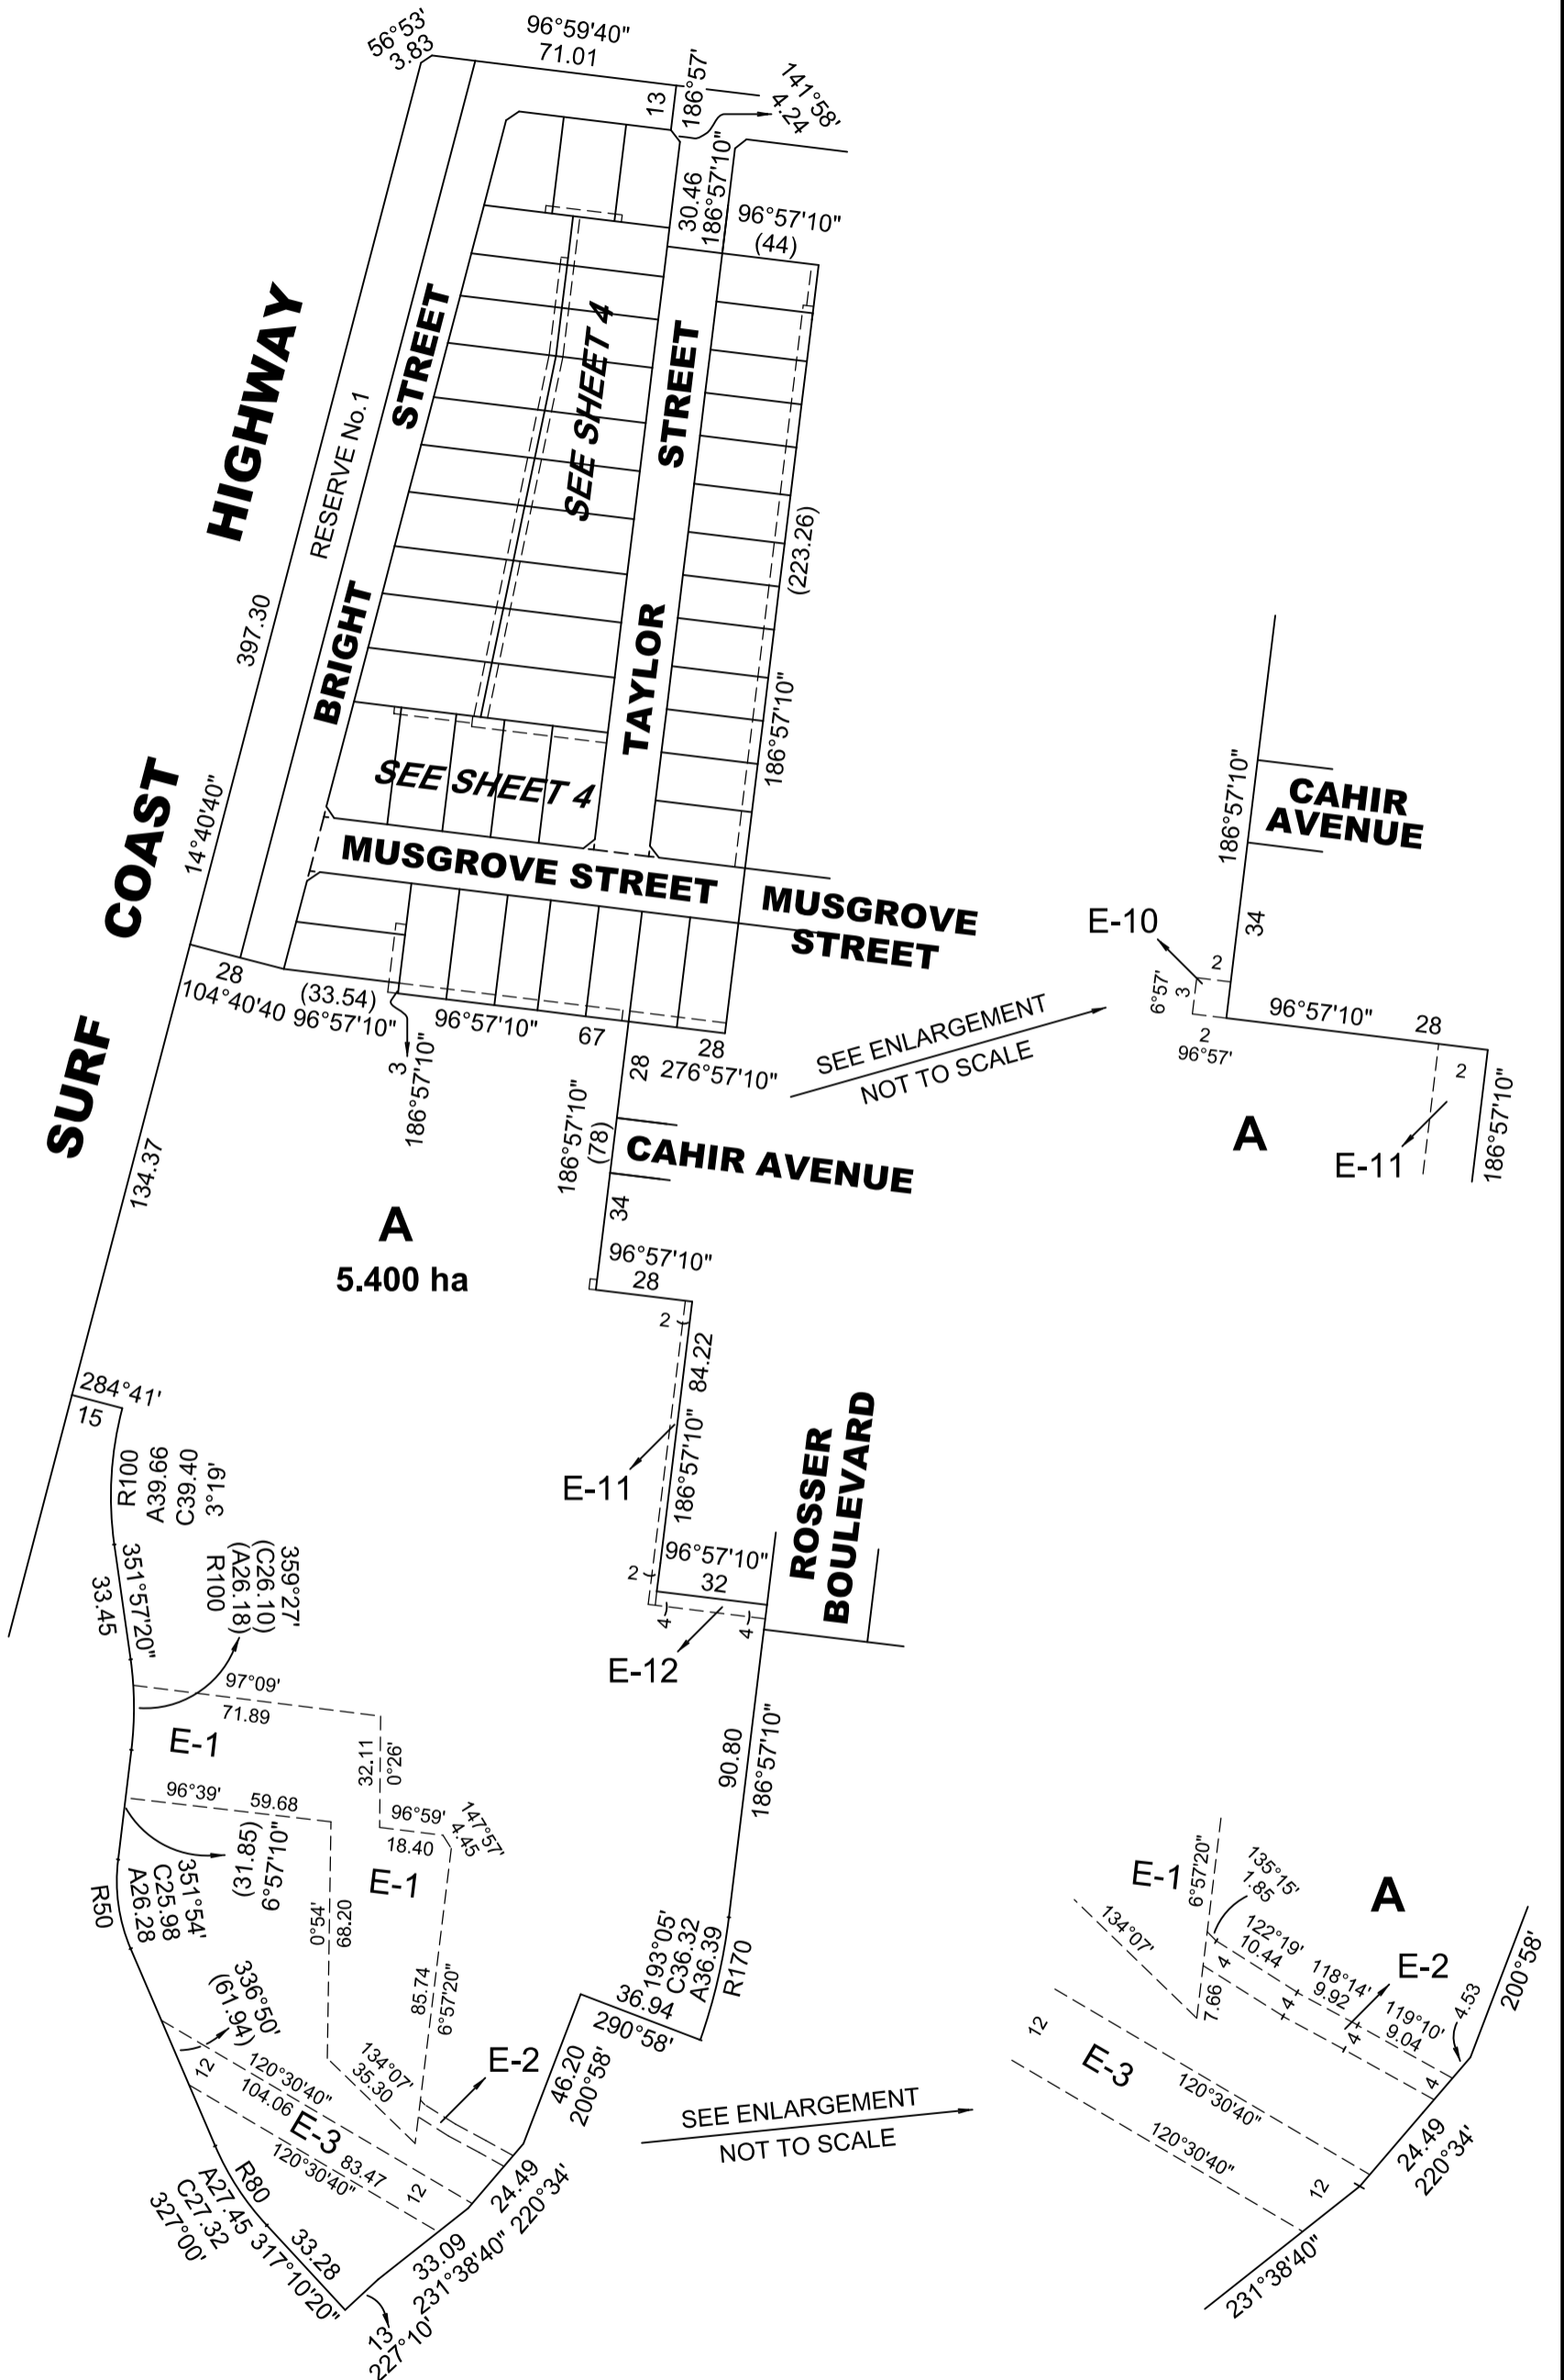 56°53'
3.83
96°59'40"
71.01
13
186°57'
141°58'
4.24
30.46
186°57'10"
96°57'10"
(44)
HIGHWAY
RESERVE No.1
STREET
SEE SHEET 4
STREET
(223.26)
397.30
BRIGHT
TAYLOR
186°57'10"
14°40'40"
COAST
SEE SHEET 4
MUSGROVE STREET
MUSGROVE
STREET
28
104°40'40
(33.54)
96°57'10"
96°57'10"
67
28
276°57'10"
3
186°57'10"
28
SEE ENLARGEMENT
NOT TO SCALE
SURF
134.37
186°57'10"
(78)
CAHIR AVENUE
34
A
5.400 ha
96°57'10"
28
2
84.22
186°57'10"
E-11
2
96°57'10"
32
4
4
E-12
ROSSER
BOULEVARD
186°57'10"
CAHIR
AVENUE
E-10
34
2
3
6°57'
2
96°57'
96°57'10"
28
2
A
E-11
186°57'10"
284°41'
15
R100
A39.66
C39.40
3°19'
351°57'20"
33.45
359°27'
(C26.10)
(A26.18)
R100
97°09'
71.89
E-1
32.11
0°26'
96°39'
59.68
96°59'
18.40
147°57'
4.45
(31.85)
6°57'10"
E-1
351°54'
C25.98
A26.28
R50
0°54'
68.20
85.74
6°57'20"
90.80
186°57'10"
193°05'
C36.32
A36.39
R170
36.94
290°58'
336°50'
(61.94)
12
120°30'40"
104.06
134°07'
35.30
E-2
46.20
200°58'
E-3
83.47
120°30'40"
12
R80
A27.45
C27.32
327°00'
317°10'20"
33.28
24.49
220°34'
33.09
231°38'40"
13
227°10'
SEE ENLARGEMENT
NOT TO SCALE
E-1
6°57'20"
135°15'
1.85
A
134°07'
122°19'
10.44
118°14'
9.92
E-2
4
7.66
4
4
119°10'
9.04
4.53
200°58'
4
12
E-3
120°30'40"
120°30'40"
12
24.49
220°34'
231°38'40"